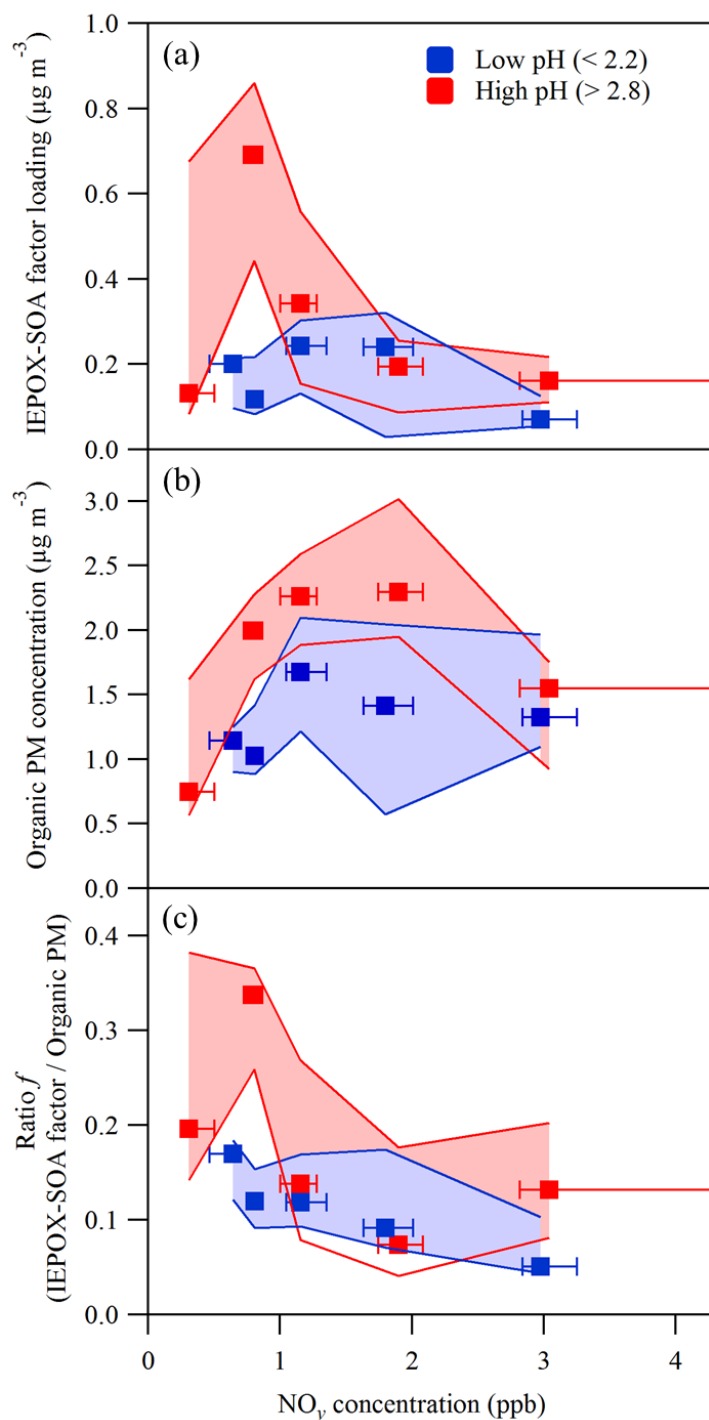 (a)
Low pH (< 2.2)
High pH (> 2.8)
IEPOX-SOA factor loading (µg m⁻³)
1.0
0.8
0.6
0.4
0.2
0.0
(b)
Organic PM concentration (µg m⁻³)
3.0
2.5
2.0
1.5
1.0
0.5
0.0
(c)
Ratio f
(IEPOX-SOA factor / Organic PM)
0.4
0.3
0.2
0.1
0.0
0 1 2 3 4
NOy concentration (ppb)